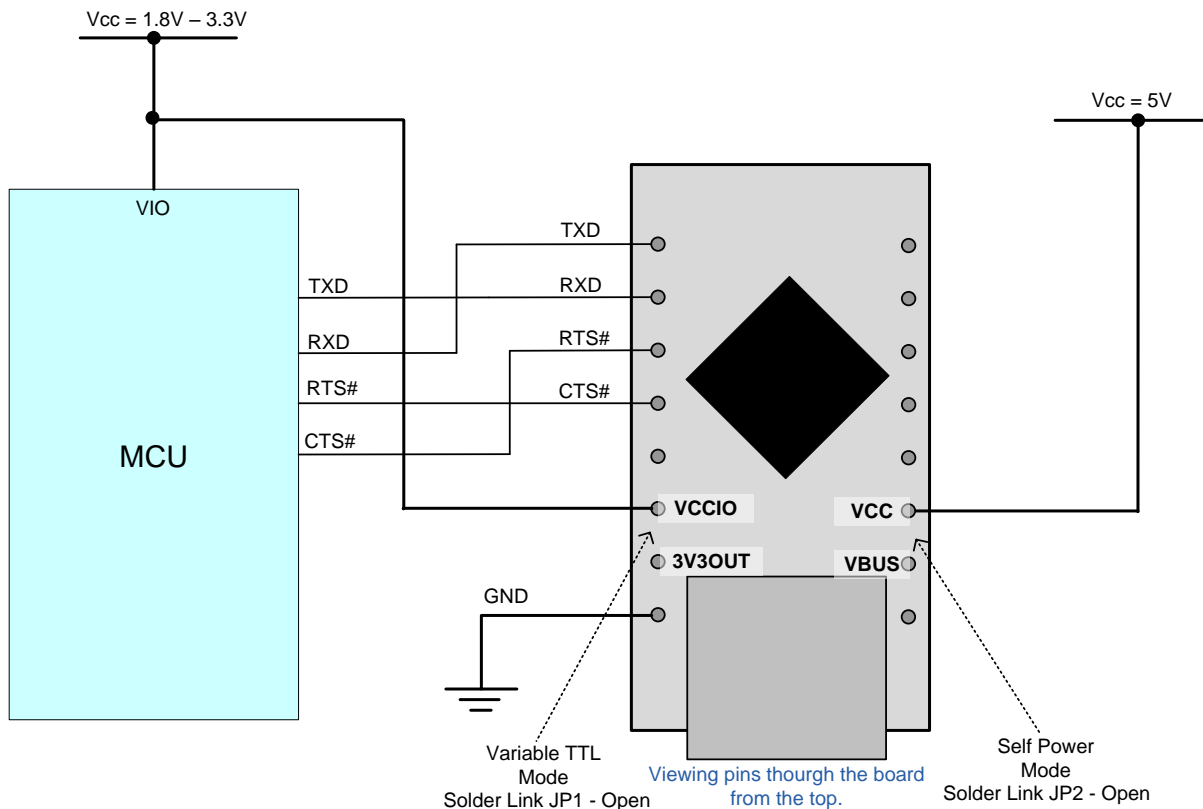 Vcc = 1.8V – 3.3V
Vcc = 5V
VIO
TXD
TXD
RXD
RXD
RTS#
RTS#
CTS#
CTS#
MCU
VCCIO
VCC
3V3OUT
VBUS
GND
Variable TTL
Mode
Solder Link JP1 - Open
Viewing pins thourgh the board
from the top.
Self Power
Mode
Solder Link JP2 - Open